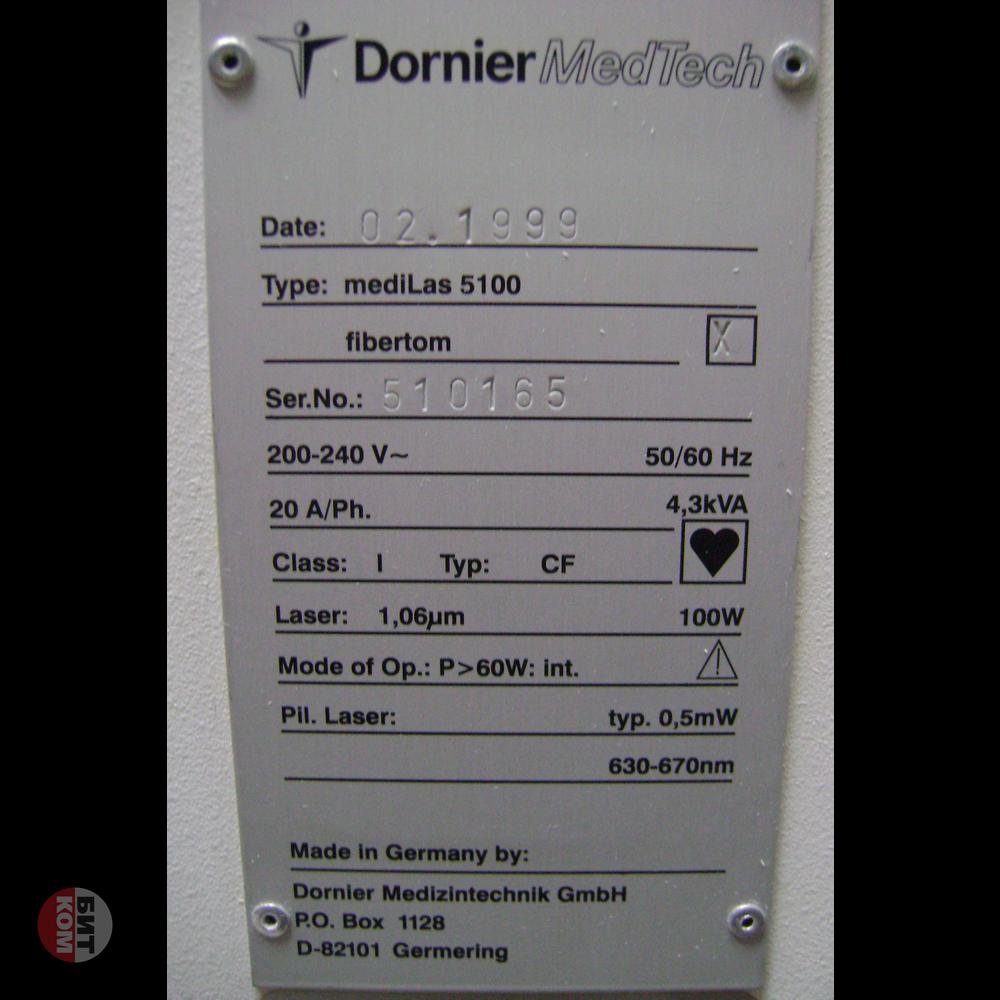 Dornier MedTech
Date: 02.1999
Type: mediLas 5100
fibertom X
Ser.No.: 510165
200-240 V~ 50/60 Hz
20 A/Ph. 4,3kVA
Class: I Typ: CF
Laser: 1,06µm 100W
Mode of Op.: P>60W: int.
Pil. Laser: typ. 0,5mW
630-670nm
Made in Germany by:
Dornier Medizintechnik GmbH
P.O. Box 1128
D-82101 Germering
БИТ
КОМ